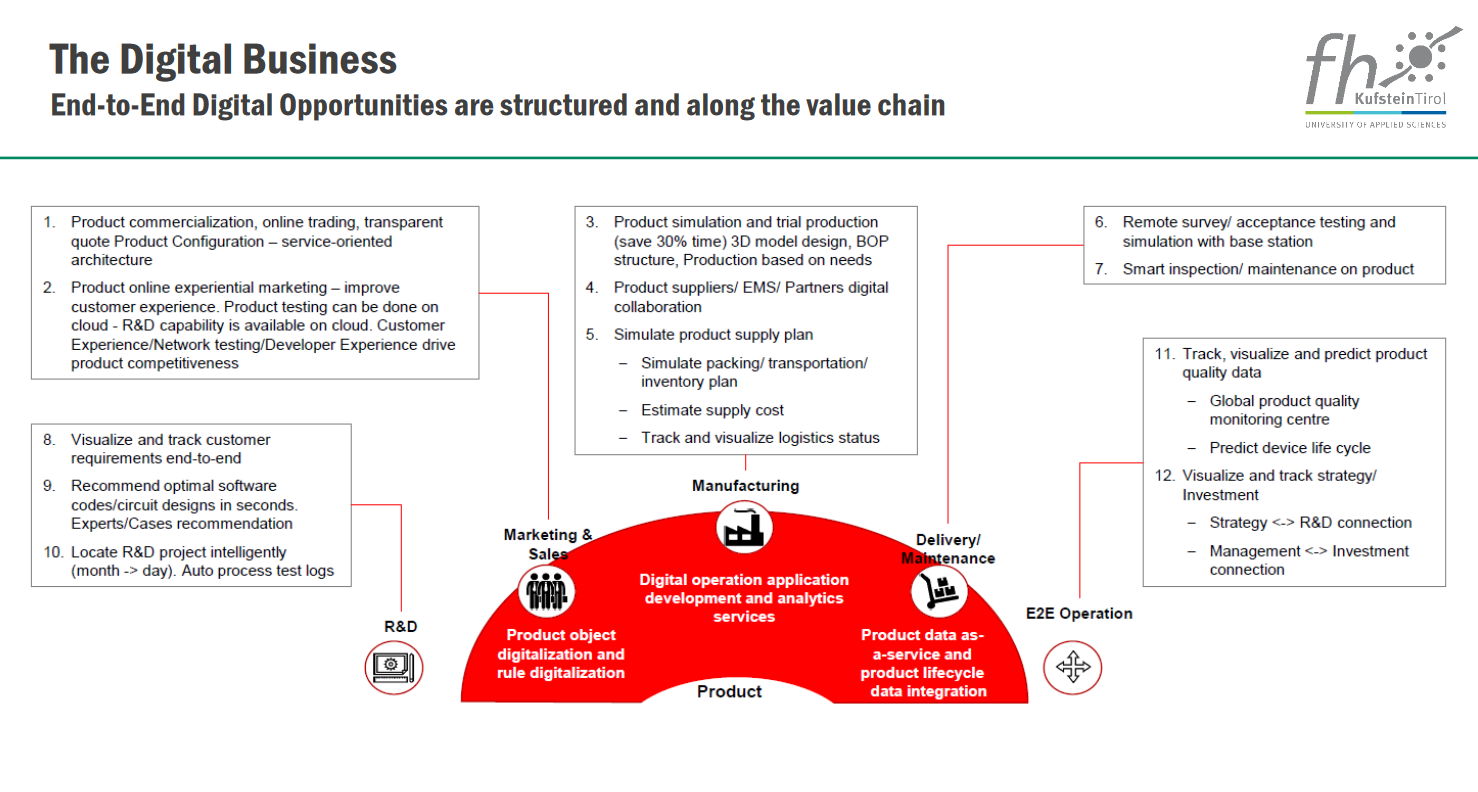 The Digital Business
End-to-End Digital Opportunities are structured and along the value chain
fh
KufsteinTirol
UNIVERSITY OF APPLIED SCIENCES
1. Product commercialization, online trading, transparent
quote Product Configuration – service-oriented
architecture
2. Product online experiential marketing – improve
customer experience. Product testing can be done on
cloud - R&D capability is available on cloud. Customer
Experience/Network testing/Developer Experience drive
product competitiveness
3. Product simulation and trial production
(save 30% time) 3D model design, BOP
structure, Production based on needs
4. Product suppliers/ EMS/ Partners digital
collaboration
5. Simulate product supply plan
– Simulate packing/ transportation/
inventory plan
– Estimate supply cost
– Track and visualize logistics status
6. Remote survey/ acceptance testing and
simulation with base station
7. Smart inspection/ maintenance on product
8. Visualize and track customer
requirements end-to-end
9. Recommend optimal software
codes/circuit designs in seconds.
Experts/Cases recommendation
10. Locate R&D project intelligently
(month -> day). Auto process test logs
11. Track, visualize and predict product
quality data
– Global product quality
monitoring centre
– Predict device life cycle
12. Visualize and track strategy/
Investment
– Strategy <-> R&D connection
– Management <-> Investment
connection
R&D
Marketing &
Sales
Manufacturing
Delivery/
Maintenance
E2E Operation
Product object
digitalization and
rule digitalization
Digital operation application
development and analytics
services
Product data as-
a-service and
product lifecycle
data integration
Product